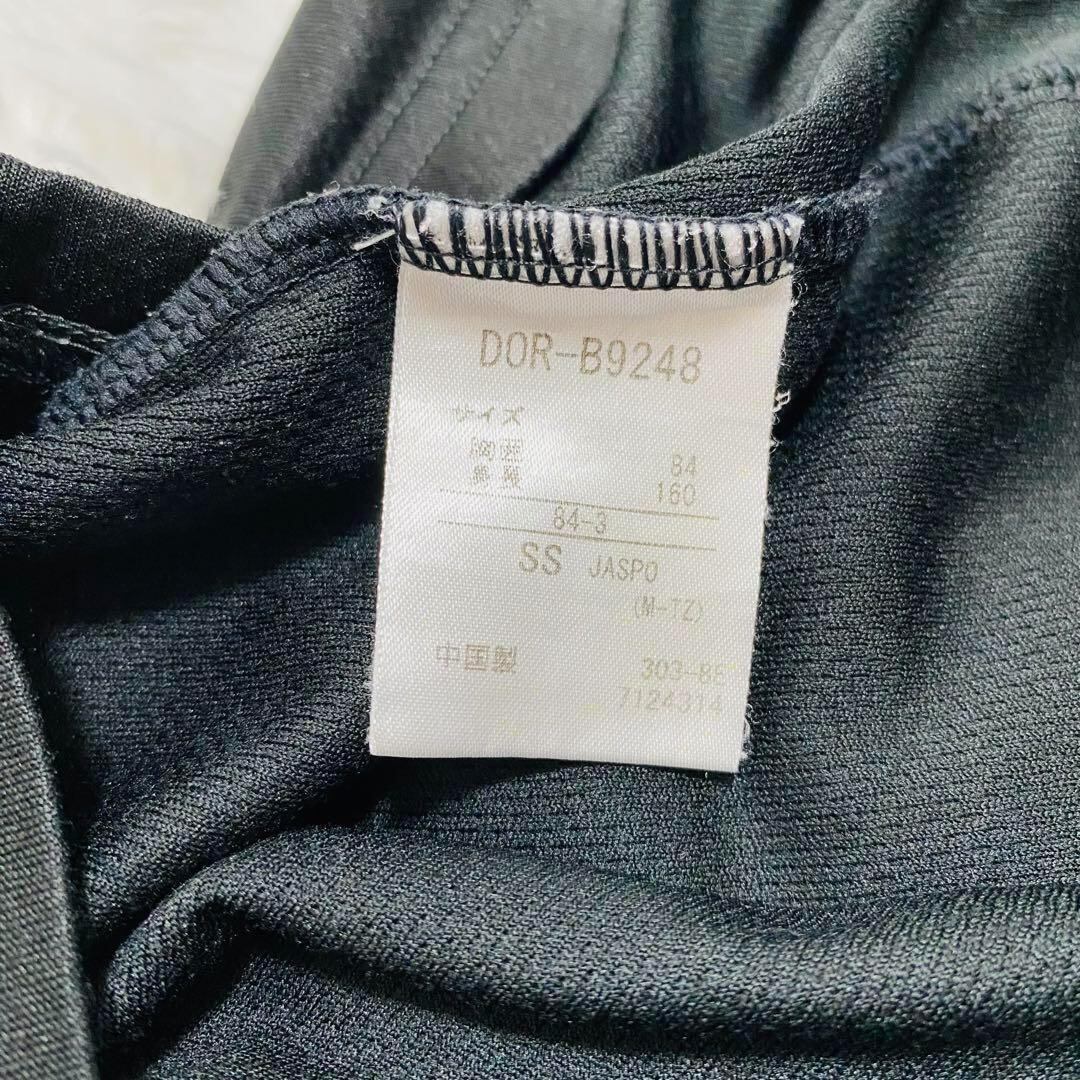 DOR-B9248
サイズ
胸囲 84
身長 160
84-3
SS JASPO
(M-TZ)
中国製 303-8E
7124314